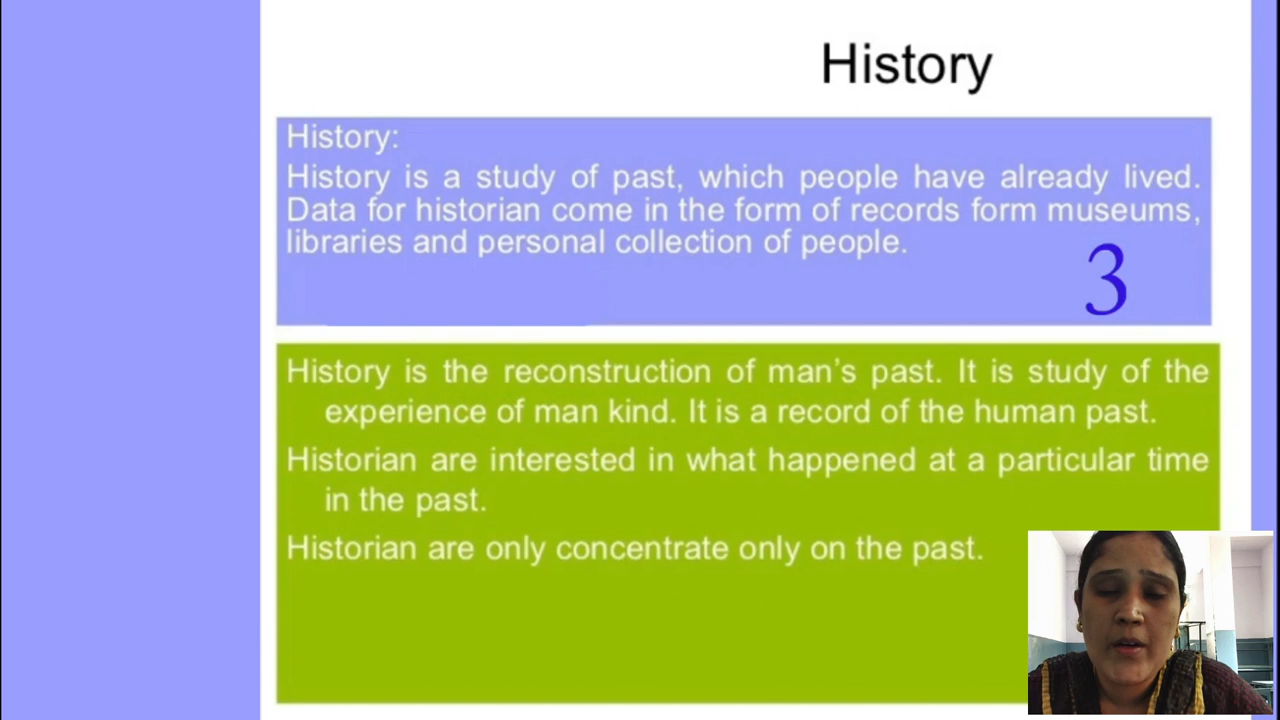 History
History:
History is a study of past, which people have already lived.
Data for historian come in the form of records form museums,
libraries and personal collection of people.
3
History is the reconstruction of man's past. It is study of the
experience of man kind. It is a record of the human past.
Historian are interested in what happened at a particular time
in the past.
Historian are only concentrate only on the past.